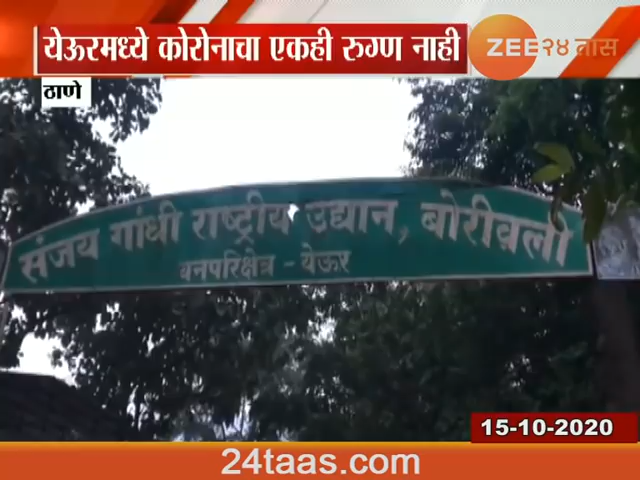 येऊरमध्ये कोरोनाचा एकही रुग्ण नाही
ZEE २४ तास
ठाणे
संजय गांधी राष्ट्रीय उद्यान, बोरीवली
वनपरिक्षेत्र - येऊर
15-10-2020
24taas.com